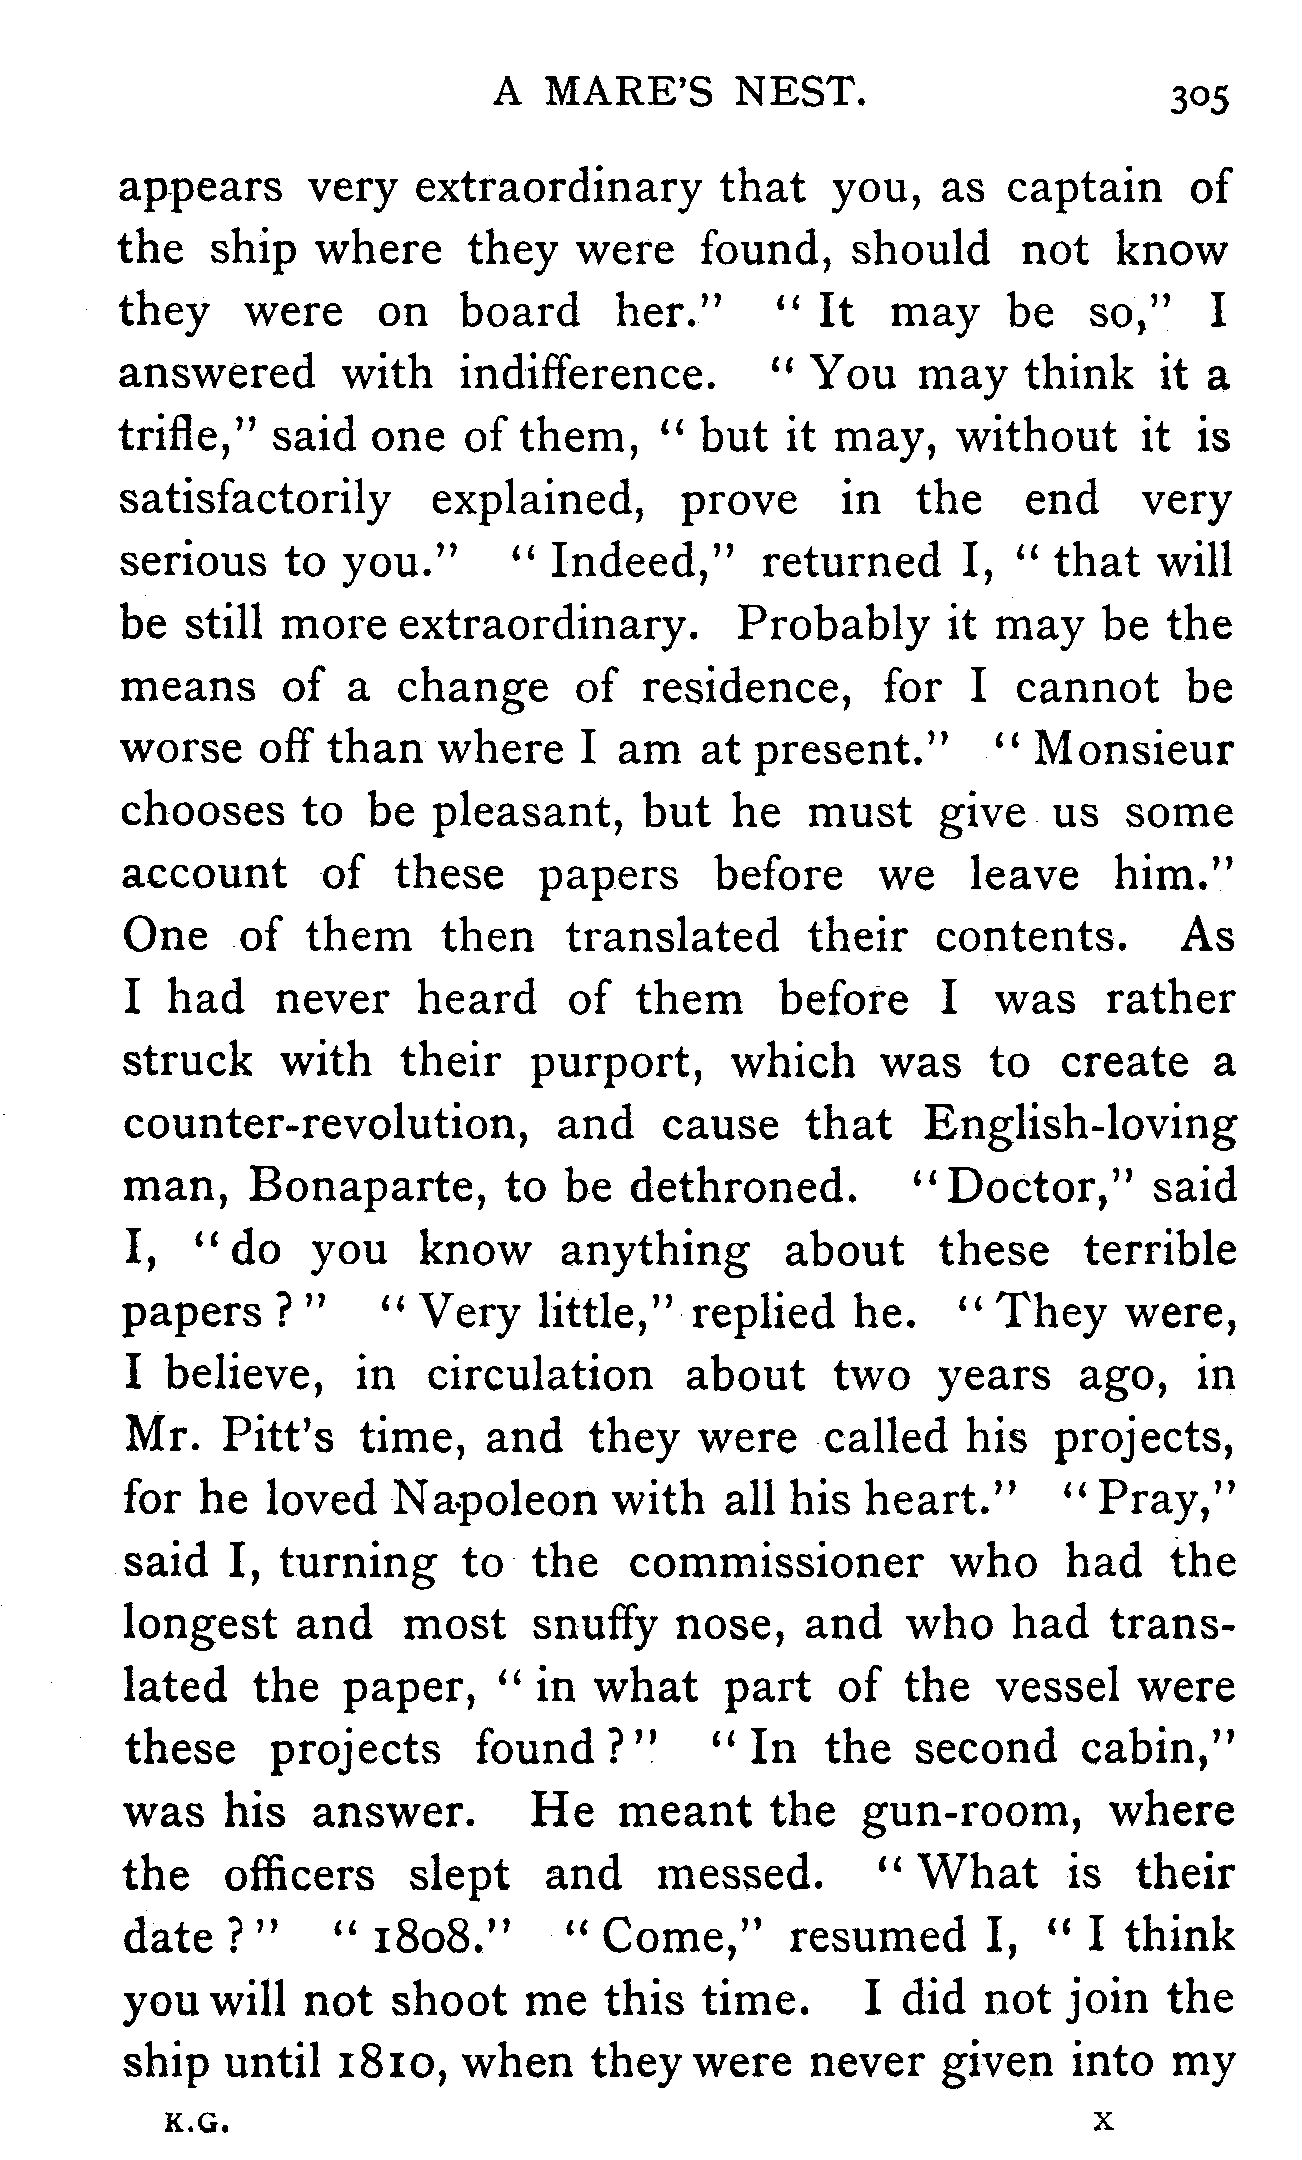 A MARE'S NEST. 305
appears very extraordinary that you, as captain of
the ship where they were found, should not know
they were on board her." "It may be so," I
answered with indifference. "You may think it a
trifle," said one of them, "but it may, without it is
satisfactorily explained, prove in the end very
serious to you." "Indeed," returned I, "that will
be still more extraordinary. Probably it may be the
means of a change of residence, for I cannot be
worse off than where I am at present." "Monsieur
chooses to be pleasant, but he must give us some
account of these papers before we leave him."
One of them then translated their contents. As
I had never heard of them before I was rather
struck with their purport, which was to create a
counter-revolution, and cause that English-loving
man, Bonaparte, to be dethroned. "Doctor," said
I, "do you know anything about these terrible
papers?" "Very little," replied he. "They were,
I believe, in circulation about two years ago, in
Mr. Pitt's time, and they were called his projects,
for he loved Napoleon with all his heart." "Pray,"
said I, turning to the commissioner who had the
longest and most snuffy nose, and who had trans-
lated the paper, "in what part of the vessel were
these projects found?" "In the second cabin,"
was his answer. He meant the gun-room, where
the officers slept and messed. "What is their
date?" "1808." "Come," resumed I, "I think
you will not shoot me this time. I did not join the
ship until 1810, when they were never given into my
K.G. X